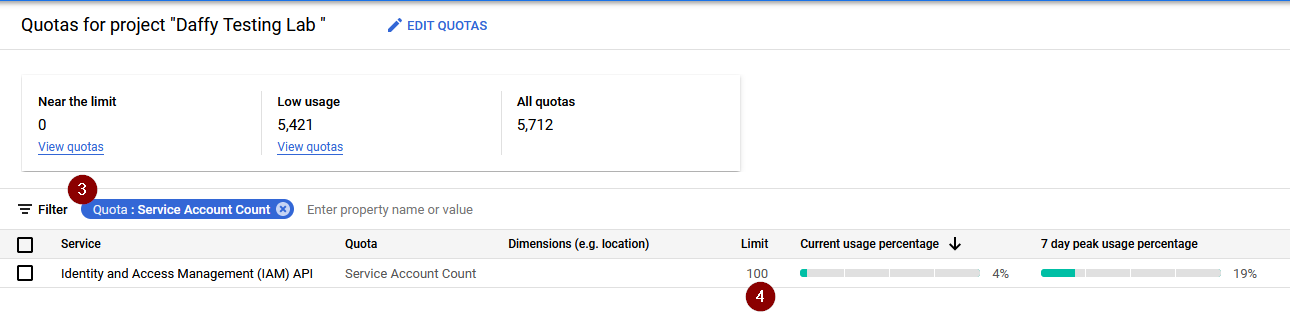 Quotas for project "Daffy Testing Lab "
EDIT QUOTAS
Near the limit
0
View quotas
Low usage
5,421
View quotas
All quotas
5,712
3
Filter
Quota : Service Account Count
Enter property name or value
Service Quota Dimensions (e.g. location) Limit Current usage percentage 7 day peak usage percentage
Identity and Access Management (IAM) API Service Account Count 100 4% 19%
4